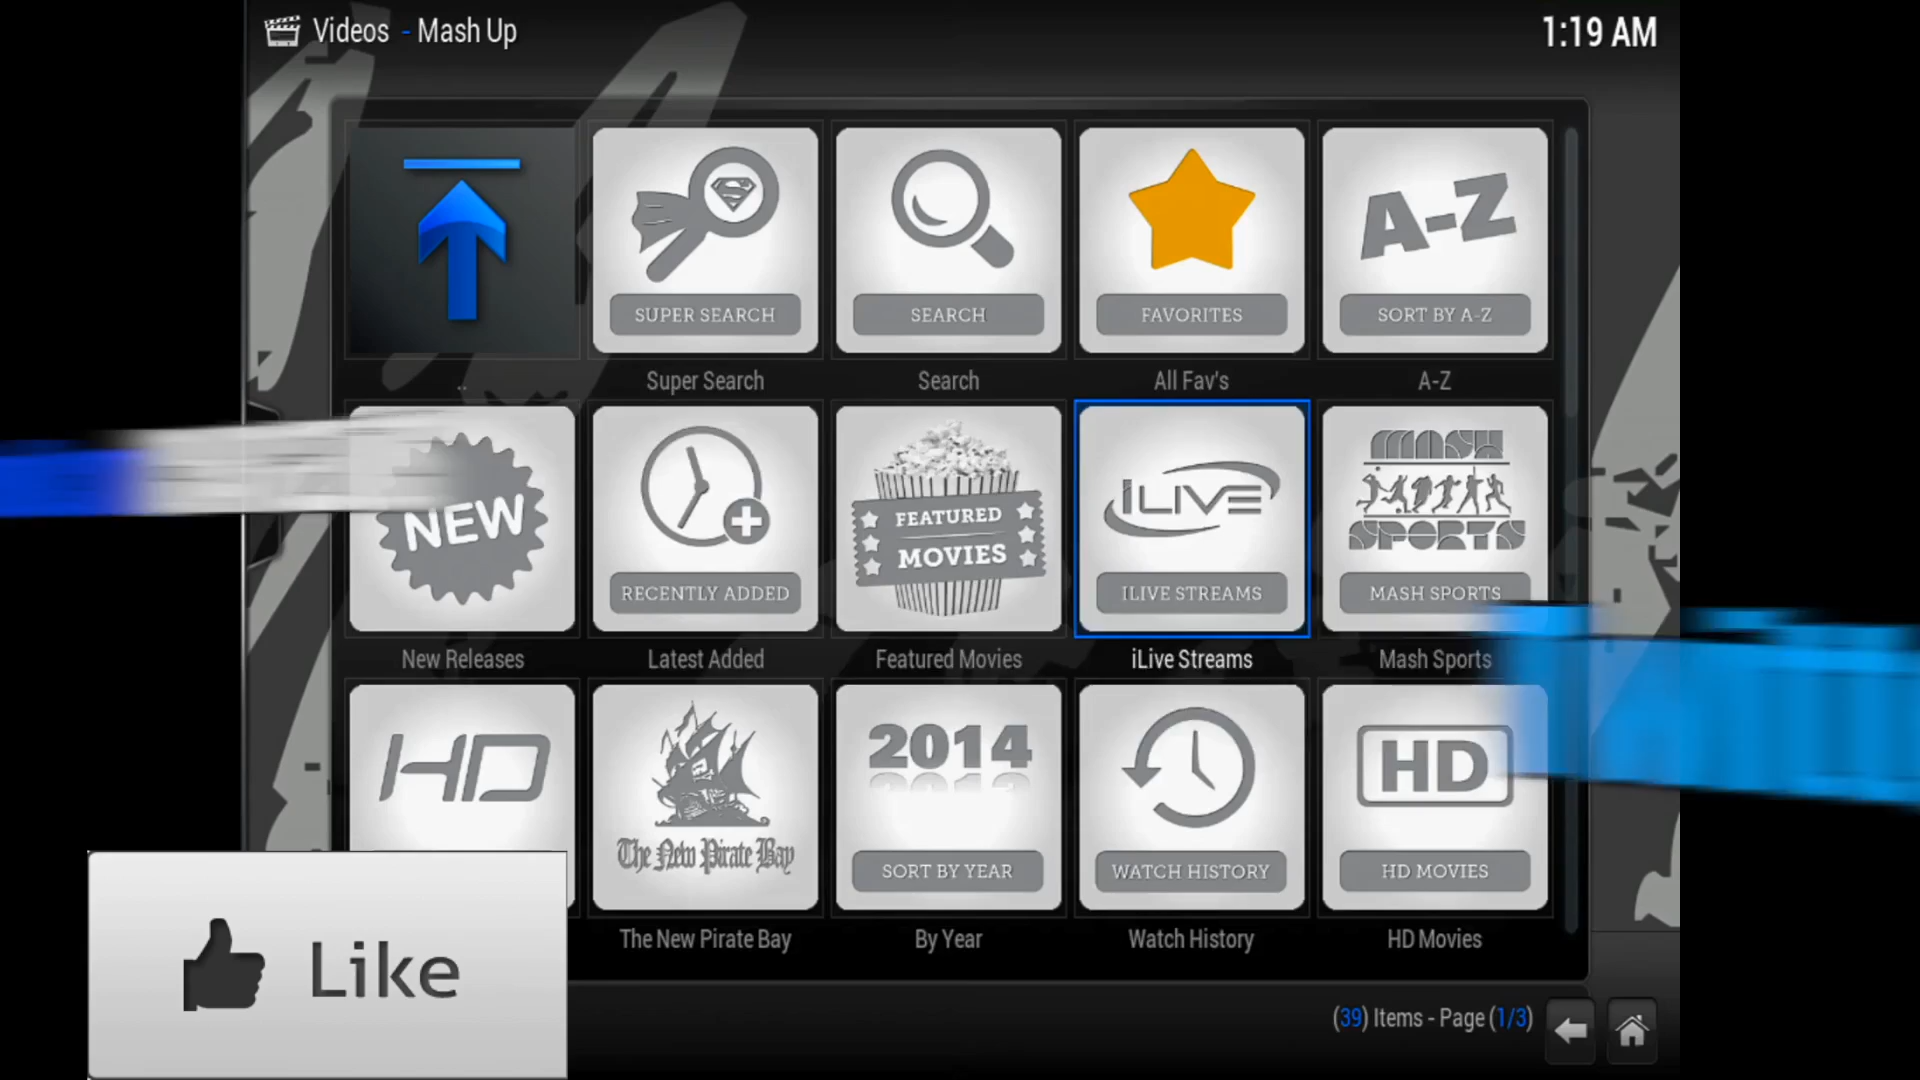 Videos - Mash Up
1:19 AM
A-Z
SUPER SEARCH
SEARCH
FAVORITES
SORT BY A-Z
..
Super Search
Search
All Fav's
A-Z
NEW
FEATURED
MOVIES
iLIVE
MASH
SPORTS
RECENTLY ADDED
ILIVE STREAMS
MASH SPORTS
New Releases
Latest Added
Featured Movies
iLive Streams
Mash Sports
HD
The New Pirate Bay
2014
HD
SORT BY YEAR
WATCH HISTORY
HD MOVIES
The New Pirate Bay
By Year
Watch History
HD Movies
Like
(39) Items - Page (1/3)